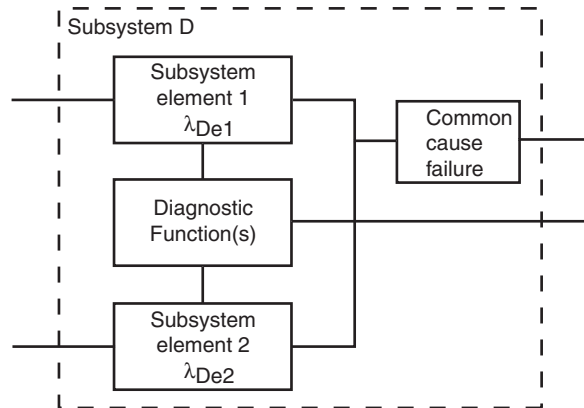 Subsystem D
Subsystem
element 1
λDe1
Common
cause
failure
Diagnostic
Function(s)
Subsystem
element 2
λDe2